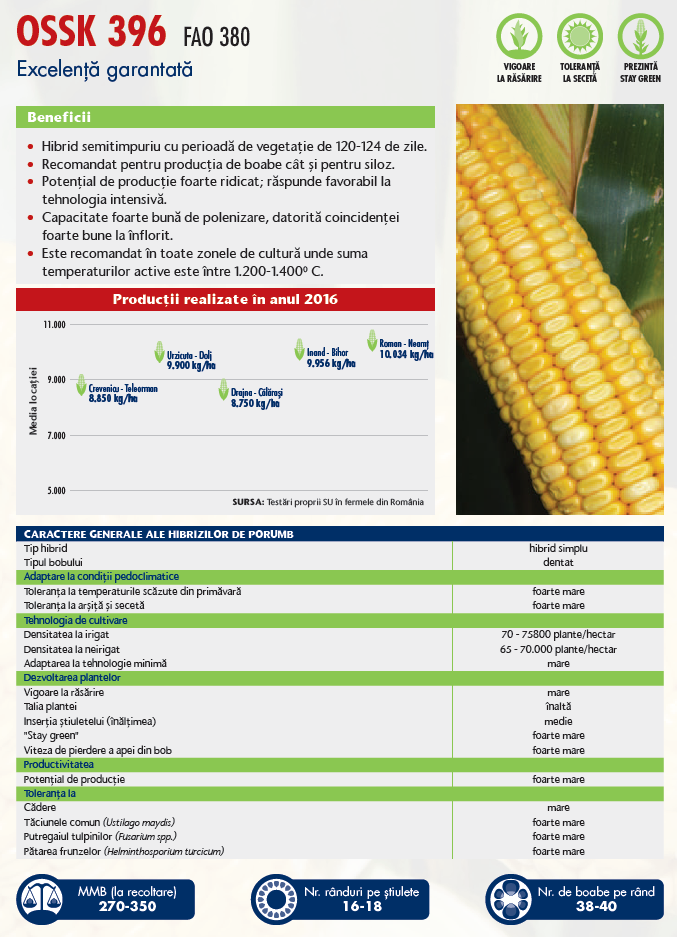 OSSK 396 FAO 380
Excelență garantată
VIGOARE
LA RĂSĂRIRE
TOLERANȚĂ
LA SECETĂ
PREZINTĂ
STAY GREEN
Beneficii
• Hibrid semitimpuriu cu perioadă de vegetație de 120-124 de zile.
• Recomandat pentru producția de boabe cât și pentru siloz.
• Potențial de producție foarte ridicat; răspunde favorabil la
tehnologia intensivă.
• Capacitate foarte bună de polenizare, datorită coincidenței
foarte bune la înflorit.
• Este recomandat în toate zonele de cultură unde suma
temperaturilor active este între 1.200-1.400⁰ C.
Producții realizate în anul 2016
Media locației
11.000
9.000
7.000
5.000
Crevenicu - Teleorman
8.850 kg/ha
Urzicuta - Dolj
9.900 kg/ha
Drajna - Călărași
8.750 kg/ha
Inand - Bihor
9.956 kg/ha
Roman - Neamț
10.034 kg/ha
SURSA: Testări proprii SU în fermele din România
CARACTERE GENERALE ALE HIBRIZILOR DE PORUMB
Tip hibrid hibrid simplu
Tipul bobului dentat
Adaptare la condiții pedoclimatice
Toleranța la temperaturile scăzute din primăvară foarte mare
Toleranța la arșiță și secetă foarte mare
Tehnologia de cultivare
Densitatea la irigat 70 - 75800 plante/hectar
Densitatea la neirigat 65 - 70.000 plante/hectar
Adaptarea la tehnologie minimă mare
Dezvoltarea plantelor
Vigoare la răsărire mare
Talia plantei înaltă
Inserția știuletelui (înălțimea) medie
"Stay green" foarte mare
Viteza de pierdere a apei din bob foarte mare
Productivitatea
Potențial de producție foarte mare
Toleranța la
Cădere mare
Tăciunele comun (Ustilago maydis) foarte mare
Putregaiul tulpinilor (Fusarium spp.) foarte mare
Pătarea frunzelor (Helminthosporium turcicum) foarte mare
MMB (la recoltare)
270-350
Nr. rânduri pe știulete
16-18
Nr. de boabe pe rând
38-40